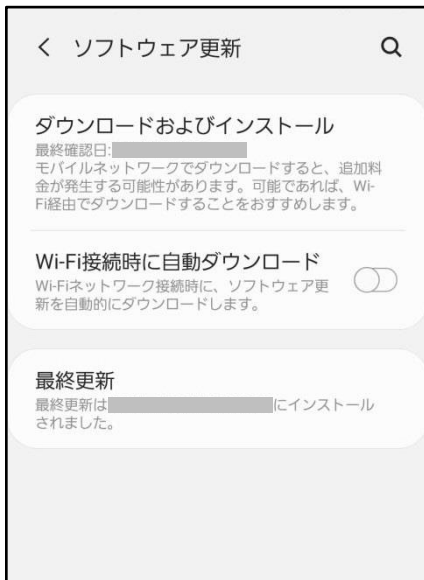 ソフトウェア更新
ダウンロードおよびインストール
最終確認日:
モバイルネットワークでダウンロードすると、追加料
金が発生する可能性があります。可能であれば、Wi-
Fi経由でダウンロードすることをおすすめします。
Wi-Fi接続時に自動ダウンロード
Wi-Fiネットワーク接続時に、ソフトウェア更
新を自動的にダウンロードします。
最終更新
最終更新は にインストール
されました。